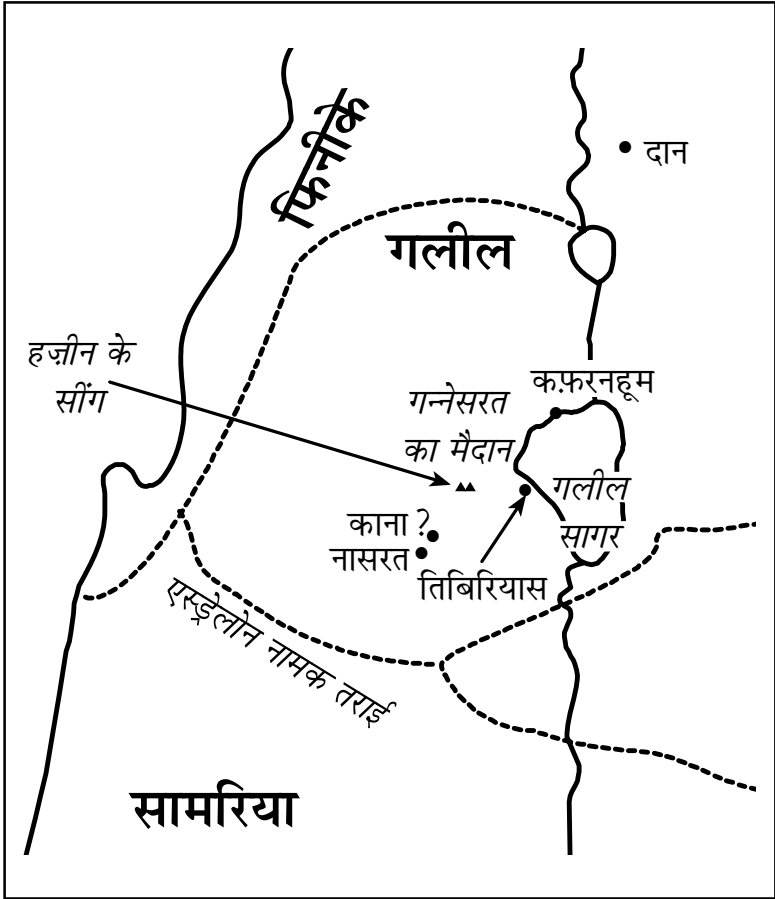 फिनीके
दान
गलील
हज़ीन के
सींग
कफ़रनहूम
गन्नेसरत
का मैदान
गलील
सागर
काना ?
नासरत
तिबिरियास
एस्ड्रेलोन नामक तराई
सामरिया